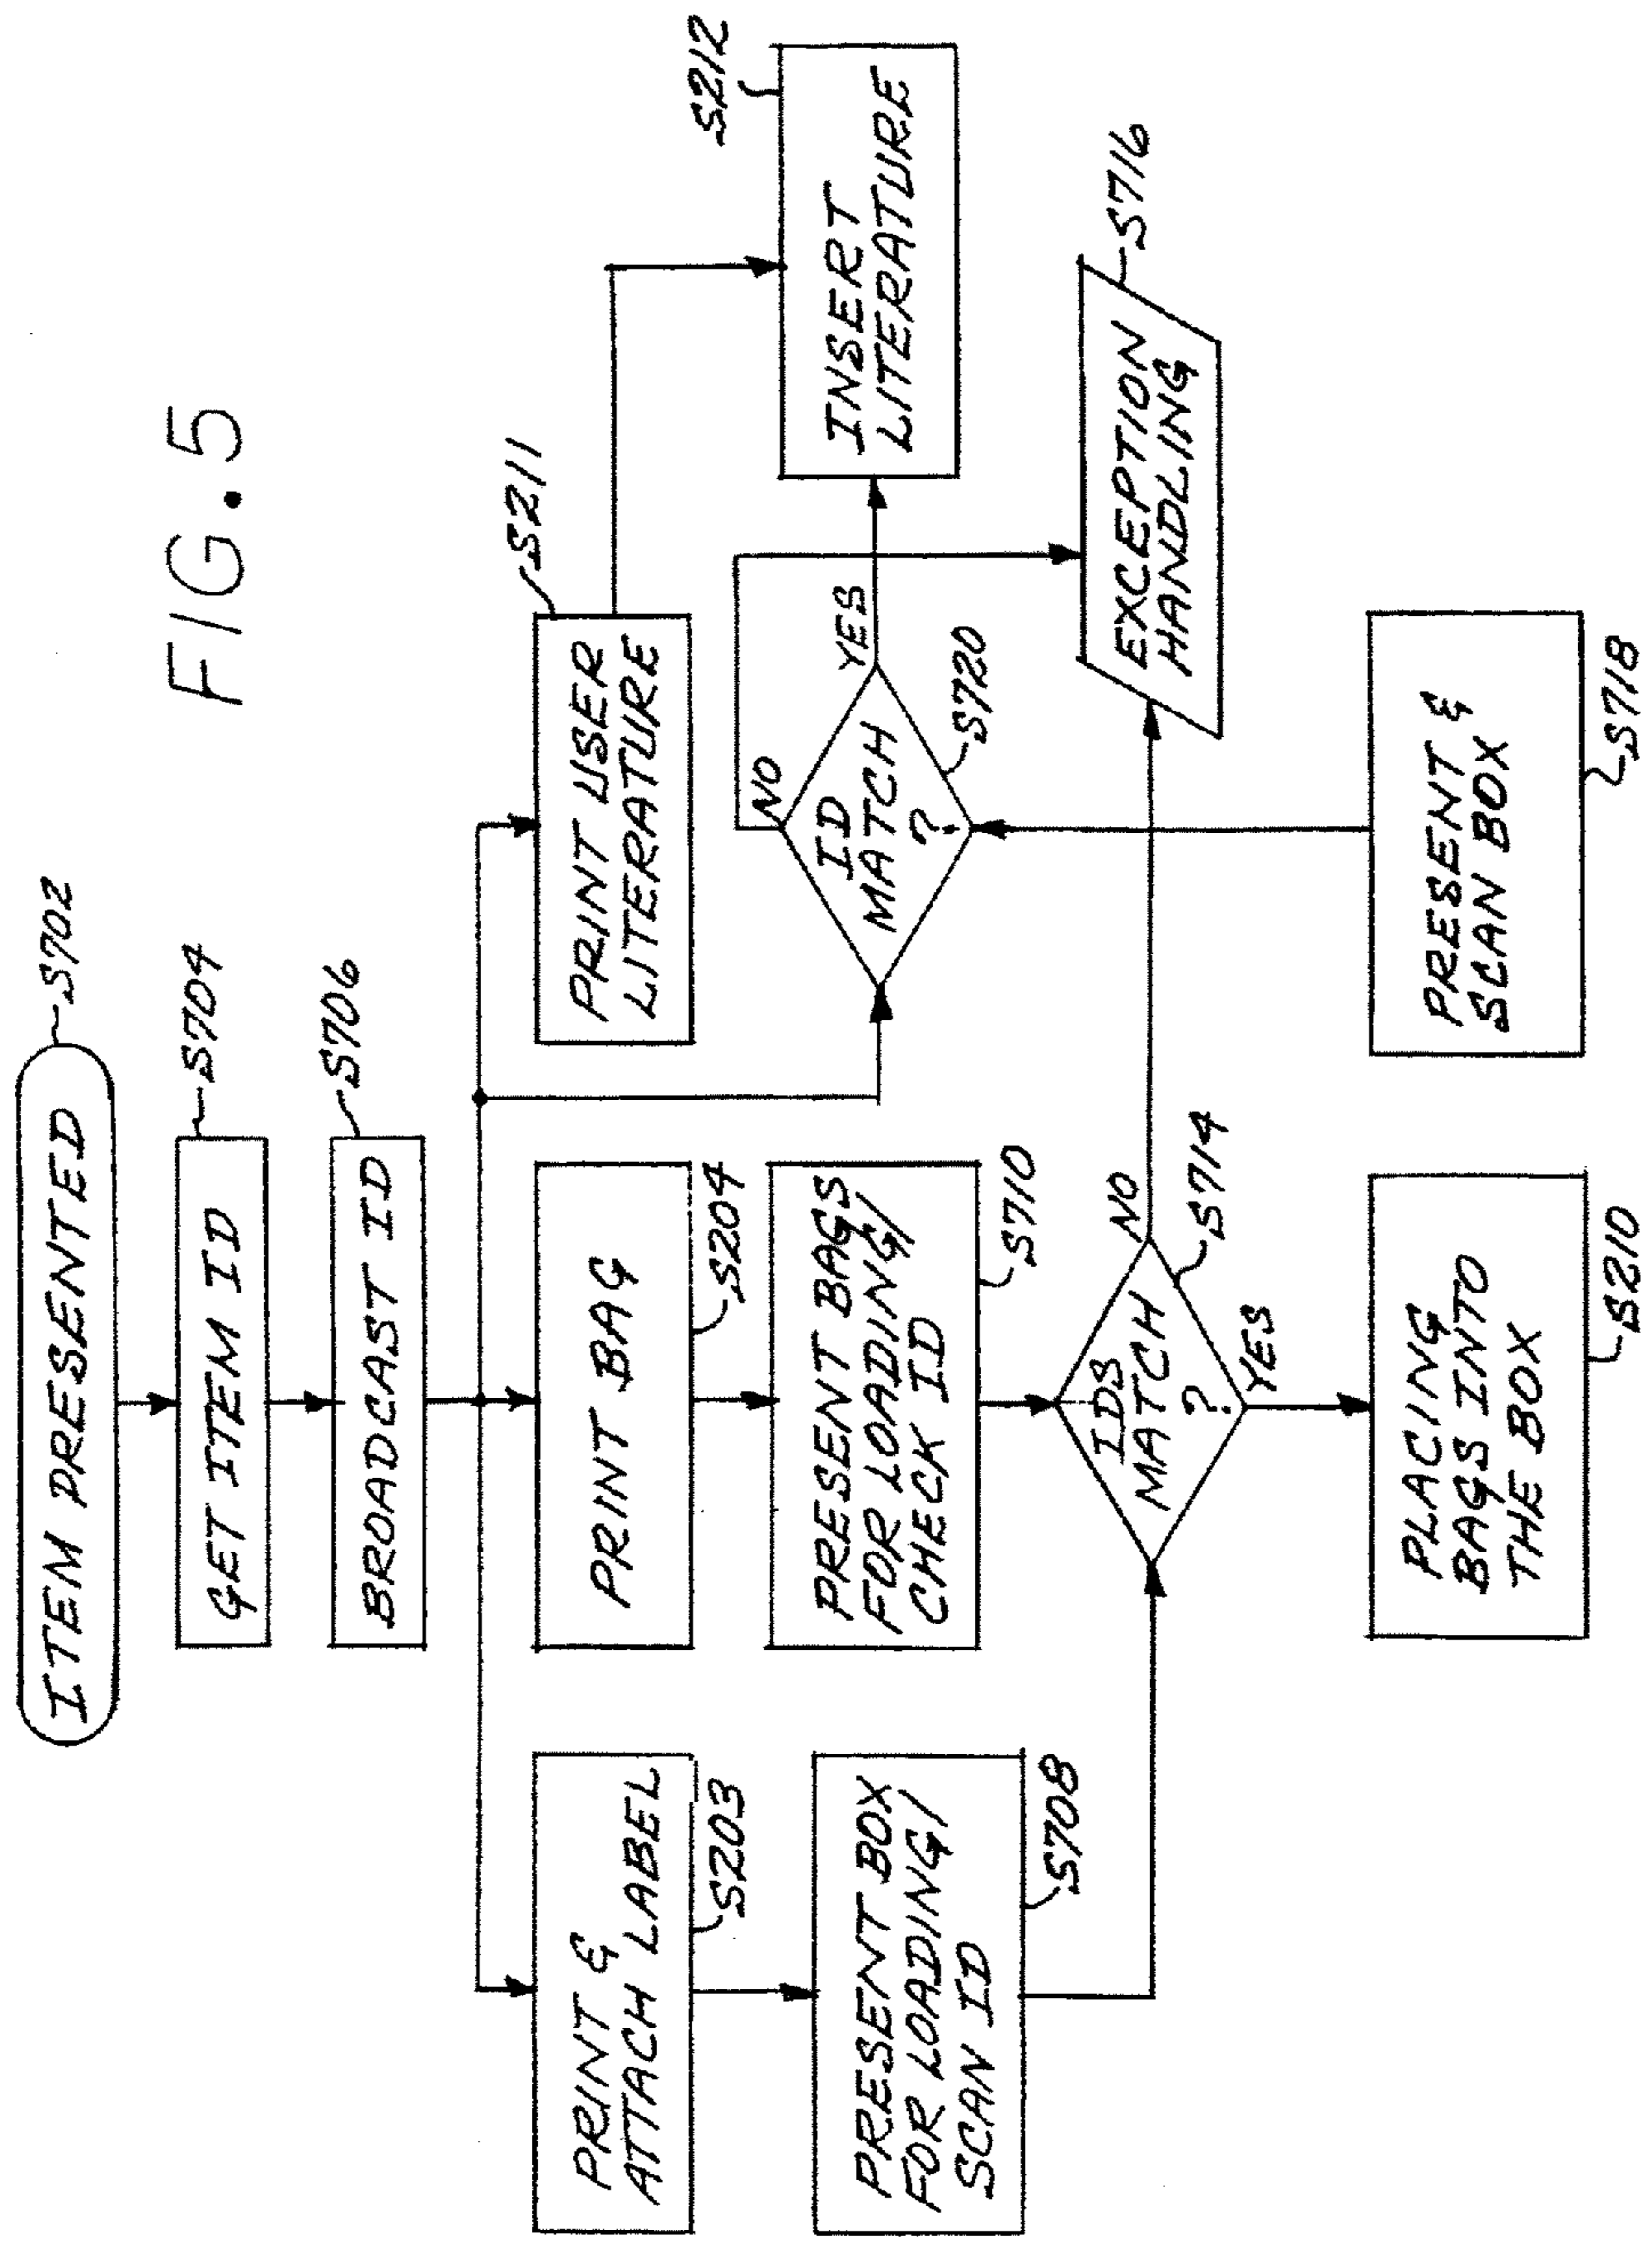 FIG. 5
ITEM PRESENTED
S702
GET ITEM ID
S704
BROADCAST ID
S706
PRINT &
ATTACH LABEL
S203
PRINT BAG
S204
PRINT USER
LITERATURE
S211
PRESENT BOX
FOR LOADING/
SCAN ID
S708
PRESENT BAGS
FOR LOADING/
CHECK ID
S710
ID
MATCH
?
NO
YES
S720
INSERT
LITERATURE
S212
IDS
MATCH
?
NO
YES
S714
EXCEPTION
HANDLING
S716
PLACING
BAGS INTO
THE BOX
S210
PRESENT &
SCAN BOX
S718